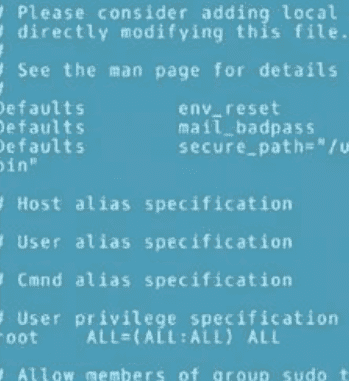 # Please consider adding local
# directly modifying this file.
#
# See the man page for details
#
Defaults env_reset
Defaults mail_badpass
Defaults secure_path="/u
bin"
# Host alias specification
# User alias specification
# Cmnd alias specification
# User privilege specification
root ALL=(ALL:ALL) ALL
# Allow members of group sudo t